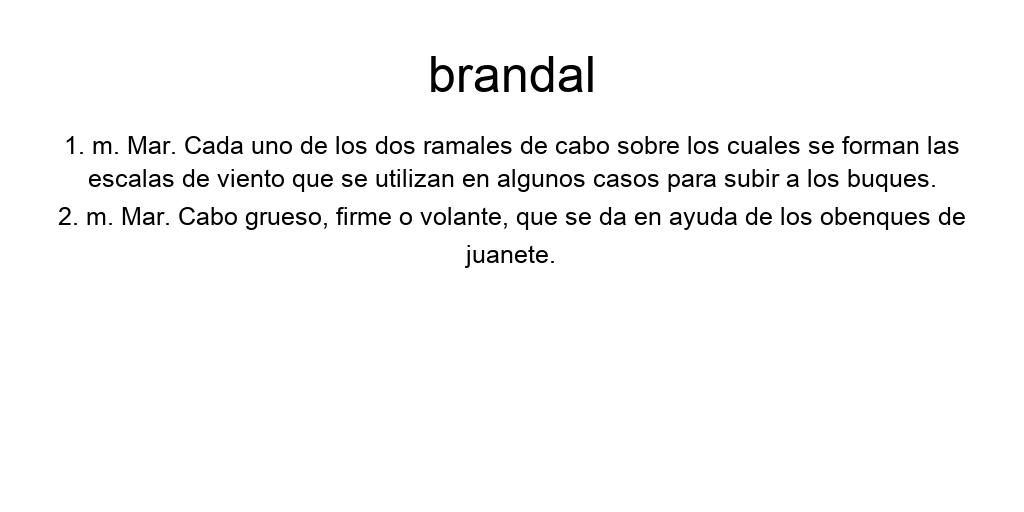 brandal
1. m. Mar. Cada uno de los dos ramales de cabo sobre los cuales se forman las
escalas de viento que se utilizan en algunos casos para subir a los buques.
2. m. Mar. Cabo grueso, firme o volante, que se da en ayuda de los obenques de
juanete.